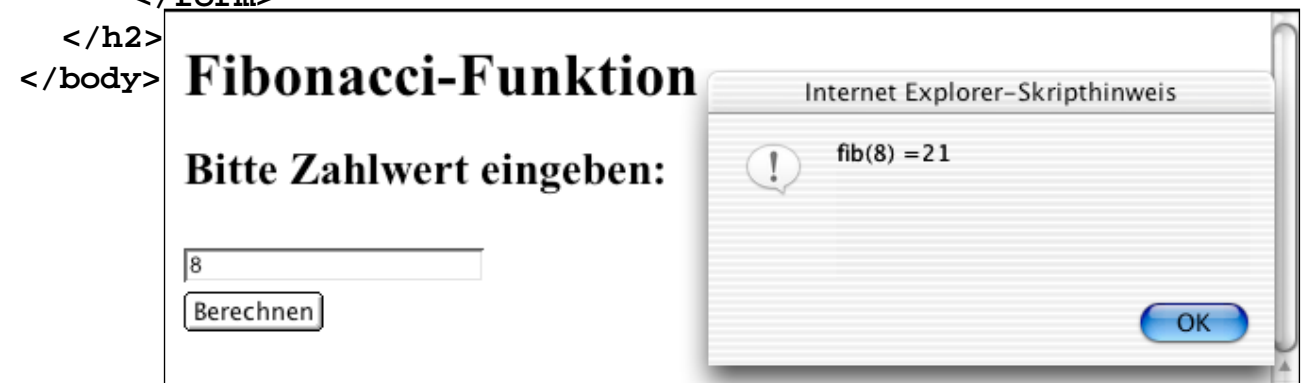 </form>
</h2>
</body>
Fibonacci-Funktion
Bitte Zahlwert eingeben:
8
Berechnen
Internet Explorer-Skripthinweis
fib(8) =21
OK